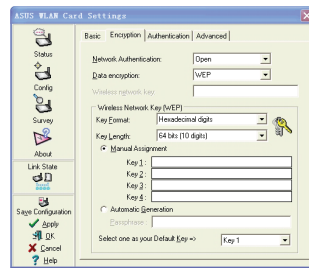 ASUS WLAN Card Settings
Status
Config
Survey
About
Link State
Save Configuration
Apply
OK
Cancel
Help
Basic Encryption Authentication Advanced
Network Authentication: Open
Data encryption: WEP
Wireless network key:
Wireless Network Key (WEP)
Key Format: Hexadecimal digits
Key Length: 64 bits (10 digits)
Manual Assignment
Key 1 :
Key 2 :
Key 3 :
Key 4 :
Automatic Generation
Passphrase :
Select one as your Default Key => Key 1